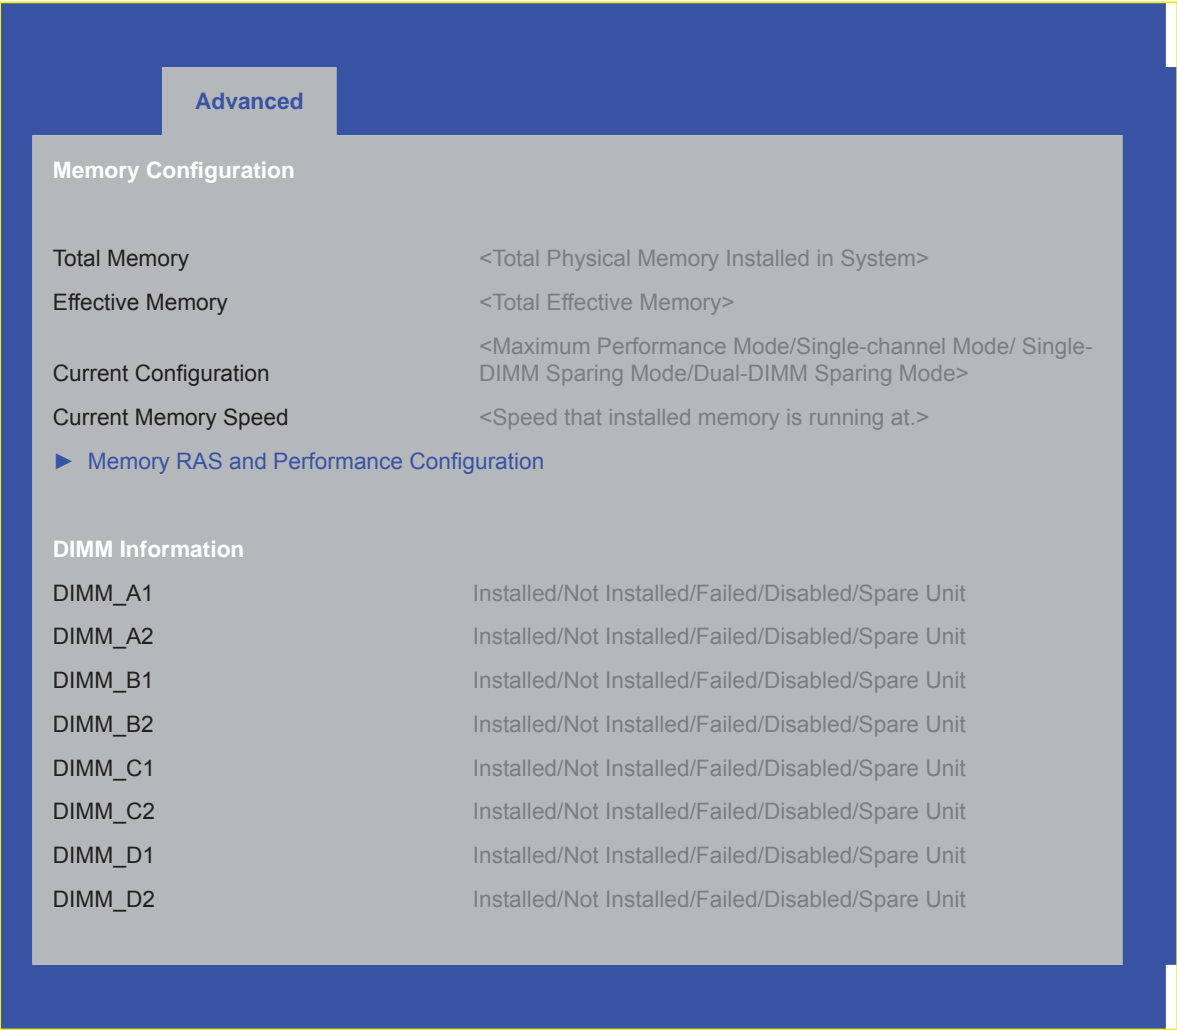 Advanced
Memory Configuration
Total Memory <Total Physical Memory Installed in System>
Effective Memory <Total Effective Memory>
<Maximum Performance Mode/Single-channel Mode/ Single-
Current Configuration DIMM Sparing Mode/Dual-DIMM Sparing Mode>
Current Memory Speed <Speed that installed memory is running at.>
► Memory RAS and Performance Configuration
DIMM Information
DIMM_A1 Installed/Not Installed/Failed/Disabled/Spare Unit
DIMM_A2 Installed/Not Installed/Failed/Disabled/Spare Unit
DIMM_B1 Installed/Not Installed/Failed/Disabled/Spare Unit
DIMM_B2 Installed/Not Installed/Failed/Disabled/Spare Unit
DIMM_C1 Installed/Not Installed/Failed/Disabled/Spare Unit
DIMM_C2 Installed/Not Installed/Failed/Disabled/Spare Unit
DIMM_D1 Installed/Not Installed/Failed/Disabled/Spare Unit
DIMM_D2 Installed/Not Installed/Failed/Disabled/Spare Unit